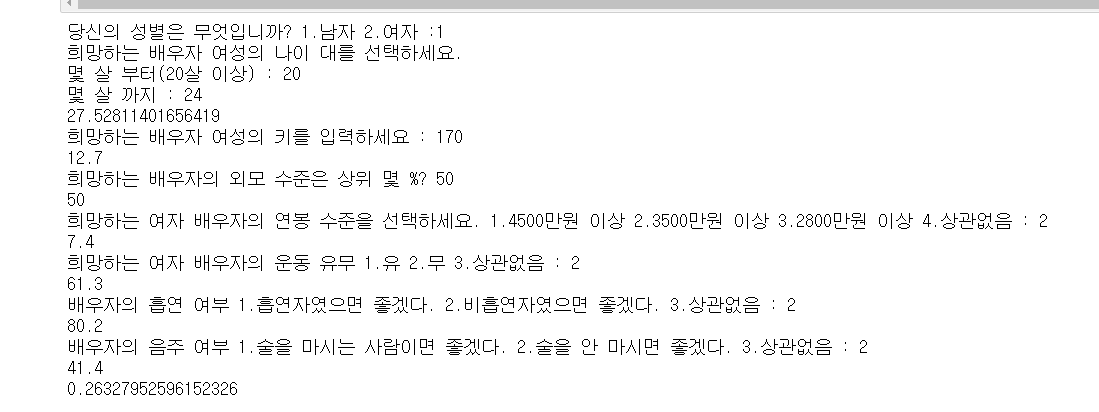 당신의 성별은 무엇입니까? 1.남자 2.여자 :1
희망하는 배우자 여성의 나이 대를 선택하세요.
몇 살 부터(20살 이상) : 20
몇 살 까지 : 24
27.52811401656419
희망하는 배우자 여성의 키를 입력하세요 : 170
12.7
희망하는 배우자의 외모 수준은 상위 몇 %? 50
50
희망하는 여자 배우자의 연봉 수준을 선택하세요. 1.4500만원 이상 2.3500만원 이상 3.2800만원 이상 4.상관없음 : 2
7.4
희망하는 여자 배우자의 운동 유무 1.유 2.무 3.상관없음 : 2
61.3
배우자의 흡연 여부 1.흡연자였으면 좋겠다. 2.비흡연자였으면 좋겠다. 3.상관없음 : 2
80.2
배우자의 음주 여부 1.술을 마시는 사람이면 좋겠다. 2.술을 안 마시면 좋겠다. 3.상관없음 : 2
41.4
0.26327952596152326